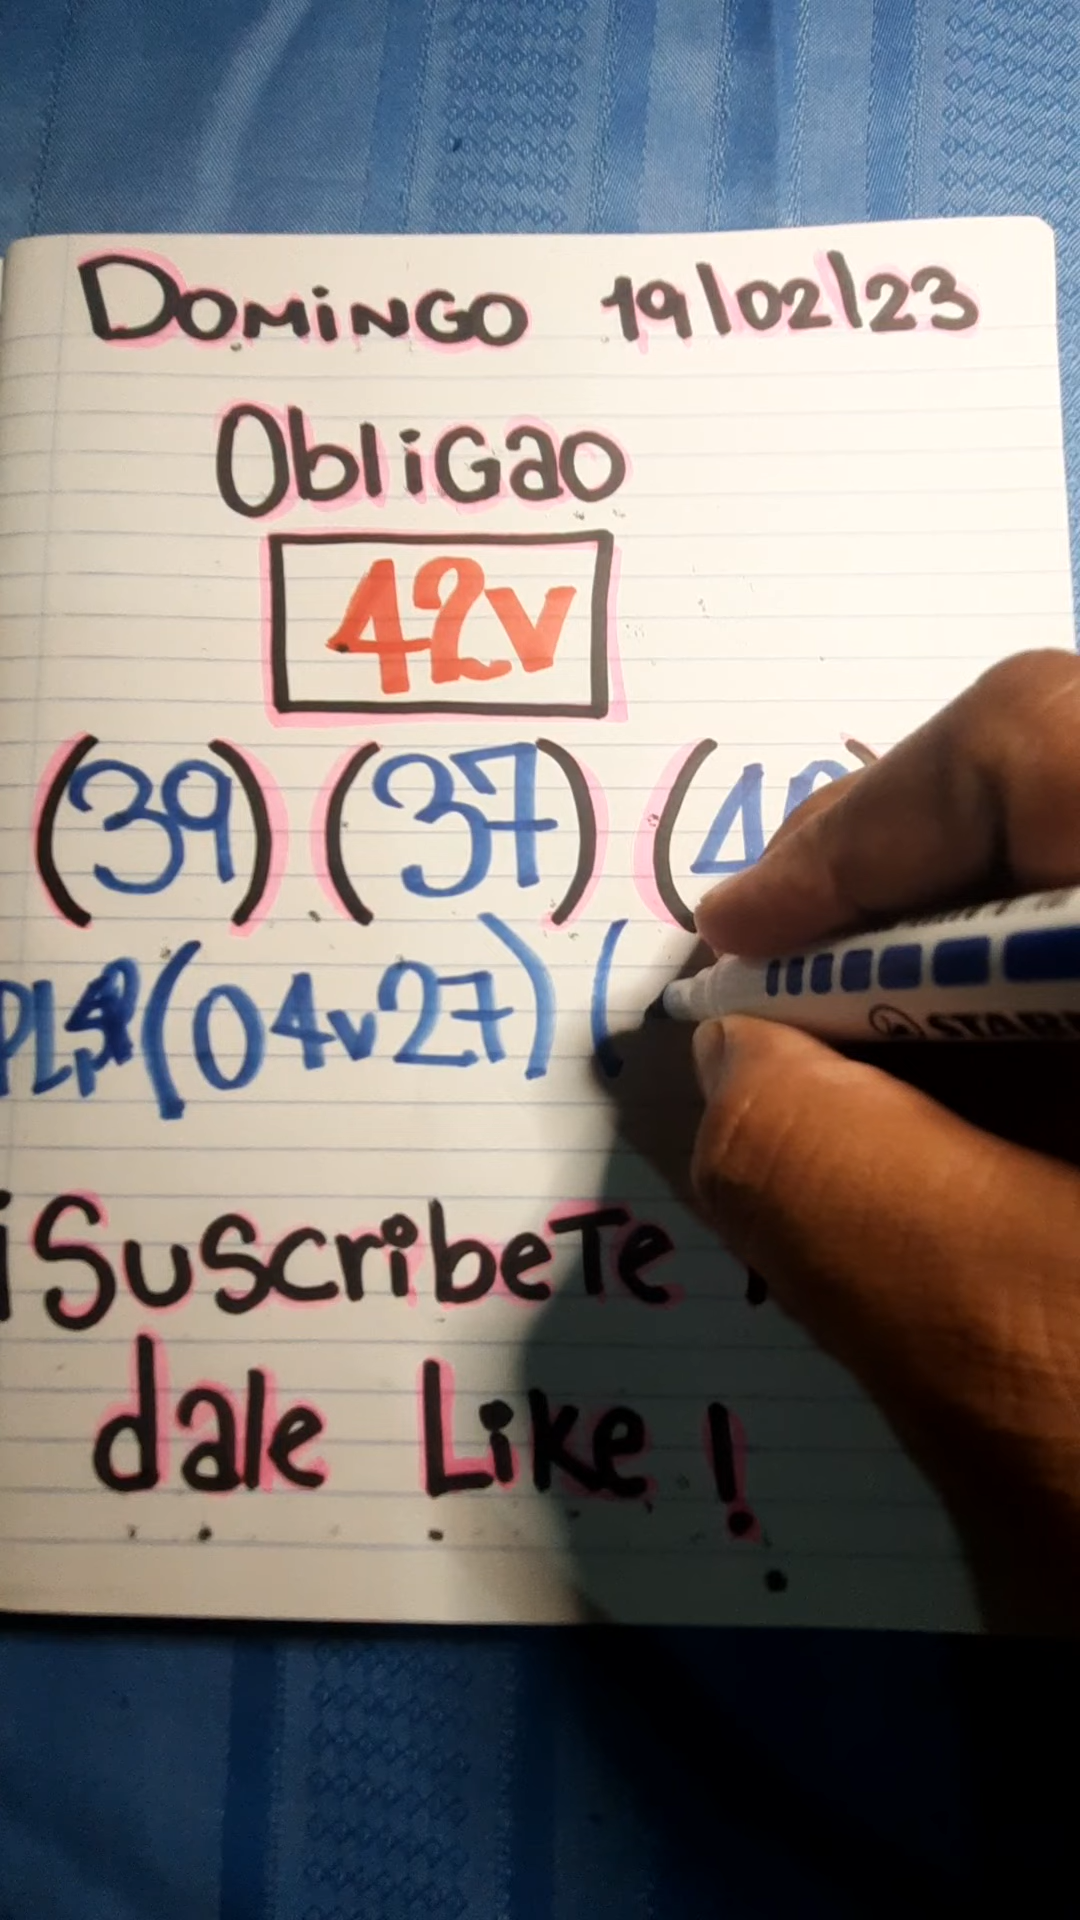 DOMiNGO 19/02/23
ObliGaO
42v
(39) (37) (
(04v27) (
¡SuscribeTe
dale Like!